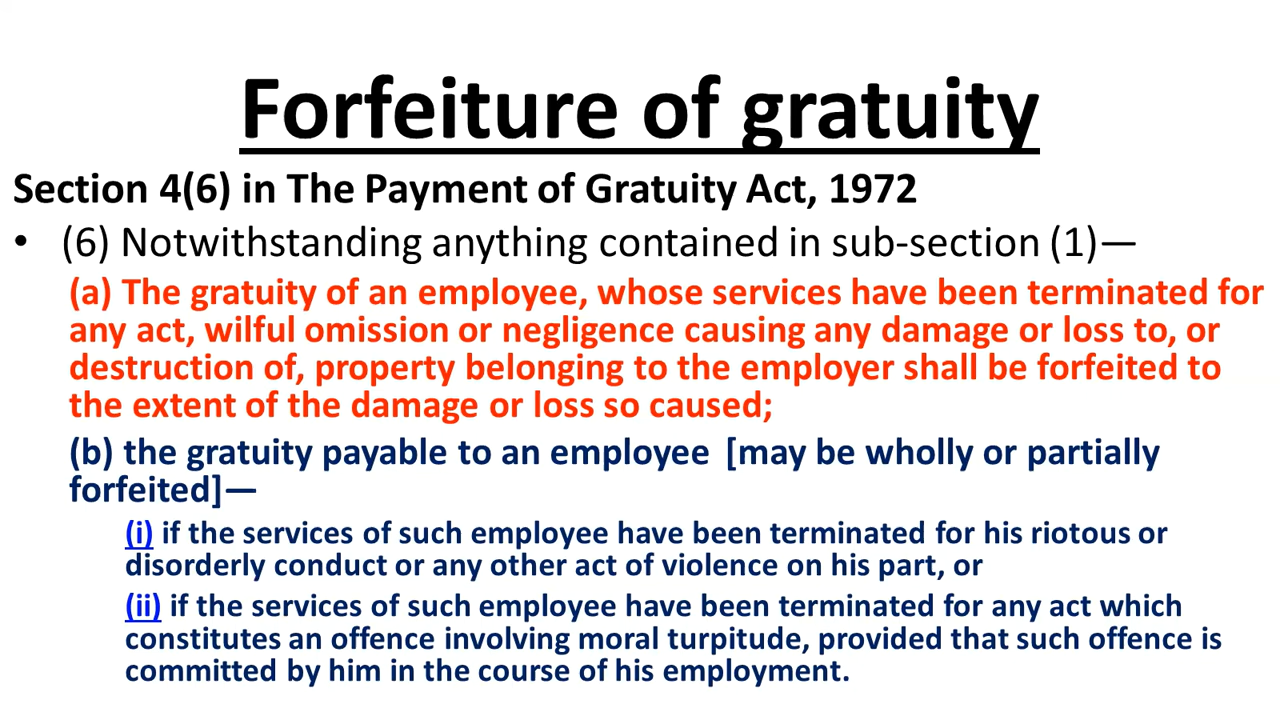 Forfeiture of gratuity
Section 4(6) in The Payment of Gratuity Act, 1972
• (6) Notwithstanding anything contained in sub-section (1)—
(a) The gratuity of an employee, whose services have been terminated for
any act, wilful omission or negligence causing any damage or loss to, or
destruction of, property belonging to the employer shall be forfeited to
the extent of the damage or loss so caused;
(b) the gratuity payable to an employee [may be wholly or partially
forfeited]—
(i) if the services of such employee have been terminated for his riotous or
disorderly conduct or any other act of violence on his part, or
(ii) if the services of such employee have been terminated for any act which
constitutes an offence involving moral turpitude, provided that such offence is
committed by him in the course of his employment.